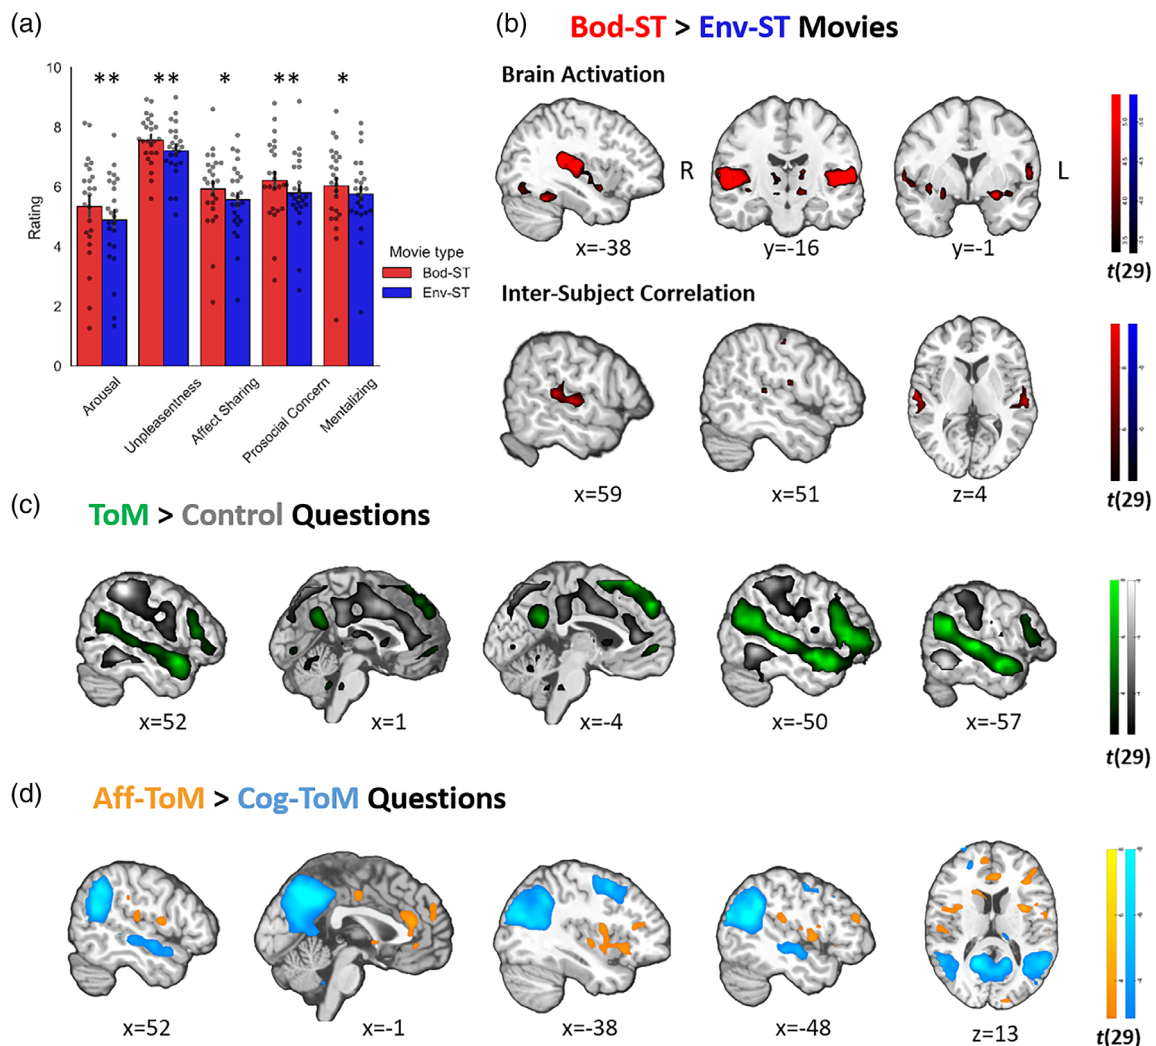 (a)
10
8
6
4
2
0
Rating
** ** * ** *
Movie type
Bod-ST
Env-ST
Arousal
Unpleasentness
Affect Sharing
Prosocial Concern
Mentalizing
(b)
Bod-ST > Env-ST Movies
Brain Activation
R
L
x=-38
y=-16
y=-1
t(29)
Inter-Subject Correlation
x=59
x=51
z=4
t(29)
(c)
ToM > Control Questions
x=52
x=1
x=-4
x=-50
x=-57
t(29)
(d)
Aff-ToM > Cog-ToM Questions
x=52
x=-1
x=-38
x=-48
z=13
t(29)